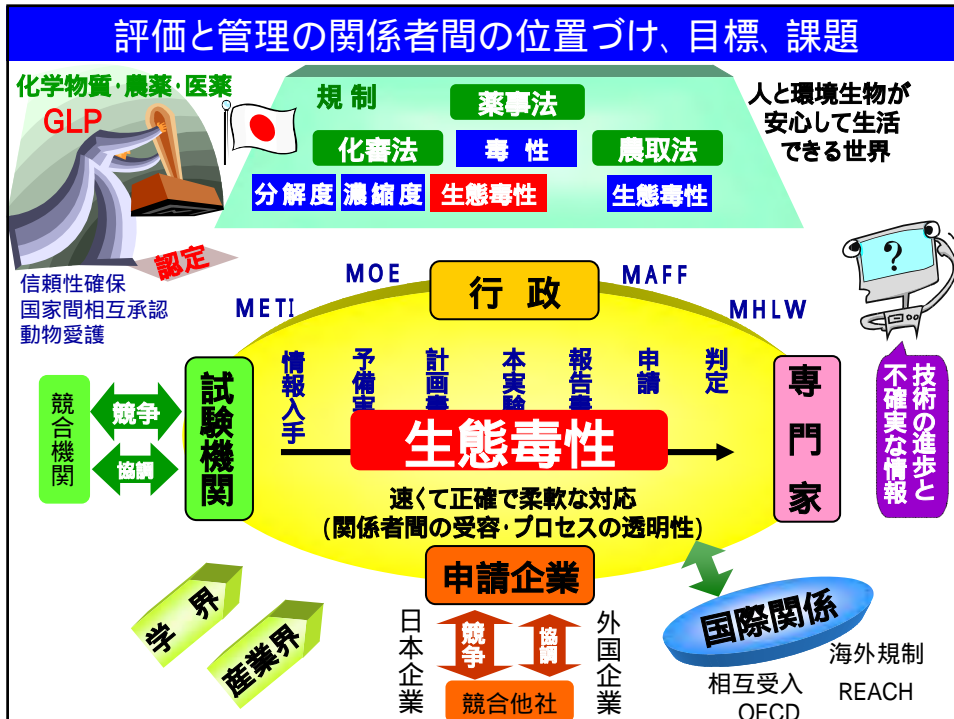 評価と管理の関係者間の位置づけ、目標、課題
化学物質・農薬・医薬
GLP
認定
信頼性確保
国家間相互承認
動物愛護
規制
薬事法
化審法
毒性
農取法
分解度
濃縮度
生態毒性
生態毒性
人と環境生物が
安心して生活
できる世界
?
技術の進歩と
不確実な情報
METI
MOE
行政
MAFF
MHLW
競合機関
競争
協調
試験機関
情報入手
予備実
計画書
本実験
報告書
申請
判定
専門家
生態毒性
速くて正確で柔軟な対応
(関係者間の受容・プロセスの透明性)
申請企業
学界
産業界
日本企業
競争
協調
外国企業
競合他社
国際関係
海外規制
相互受入
REACH
OECD